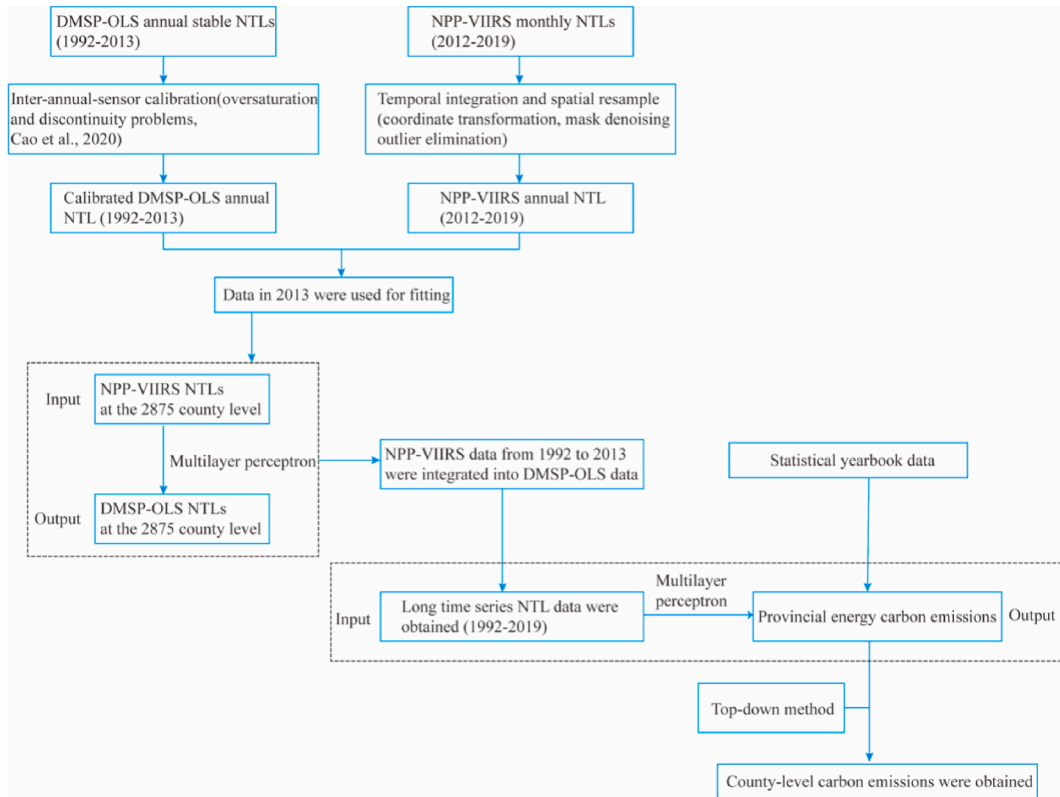 DMSP-OLS annual stable NTLs
(1992-2013)
NPP-VIIRS monthly NTLs
(2012-2019)
Inter-annual-sensor calibration(oversaturation
and discontinuity problems,
Cao et al., 2020)
Temporal integration and spatial resample
(coordinate transformation, mask denoising
outlier elimination)
Calibrated DMSP-OLS annual
NTL (1992-2013)
NPP-VIIRS annual NTL
(2012-2019)
Data in 2013 were used for fitting
Input
NPP-VIIRS NTLs
at the 2875 county level
Multilayer perceptron
Output
DMSP-OLS NTLs
at the 2875 county level
NPP-VIIRS data from 1992 to 2013
were integrated into DMSP-OLS data
Statistical yearbook data
Input
Long time series NTL data were
obtained (1992-2019)
Multilayer
perceptron
Provincial energy carbon emissions
Output
Top-down method
County-level carbon emissions were obtained